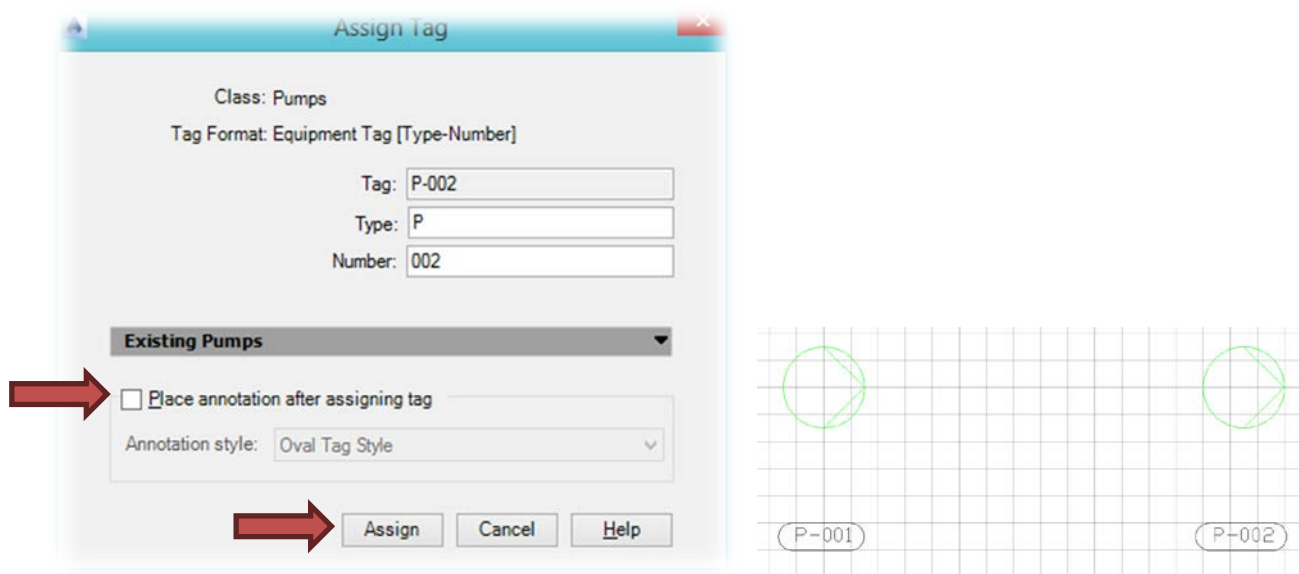 Assign Tag
Class: Pumps
Tag Format: Equipment Tag [Type-Number]
Tag: P-002
Type: P
Number: 002
Existing Pumps
Place annotation after assigning tag
Annotation style: Oval Tag Style
Assign Cancel Help
P-001 P-002